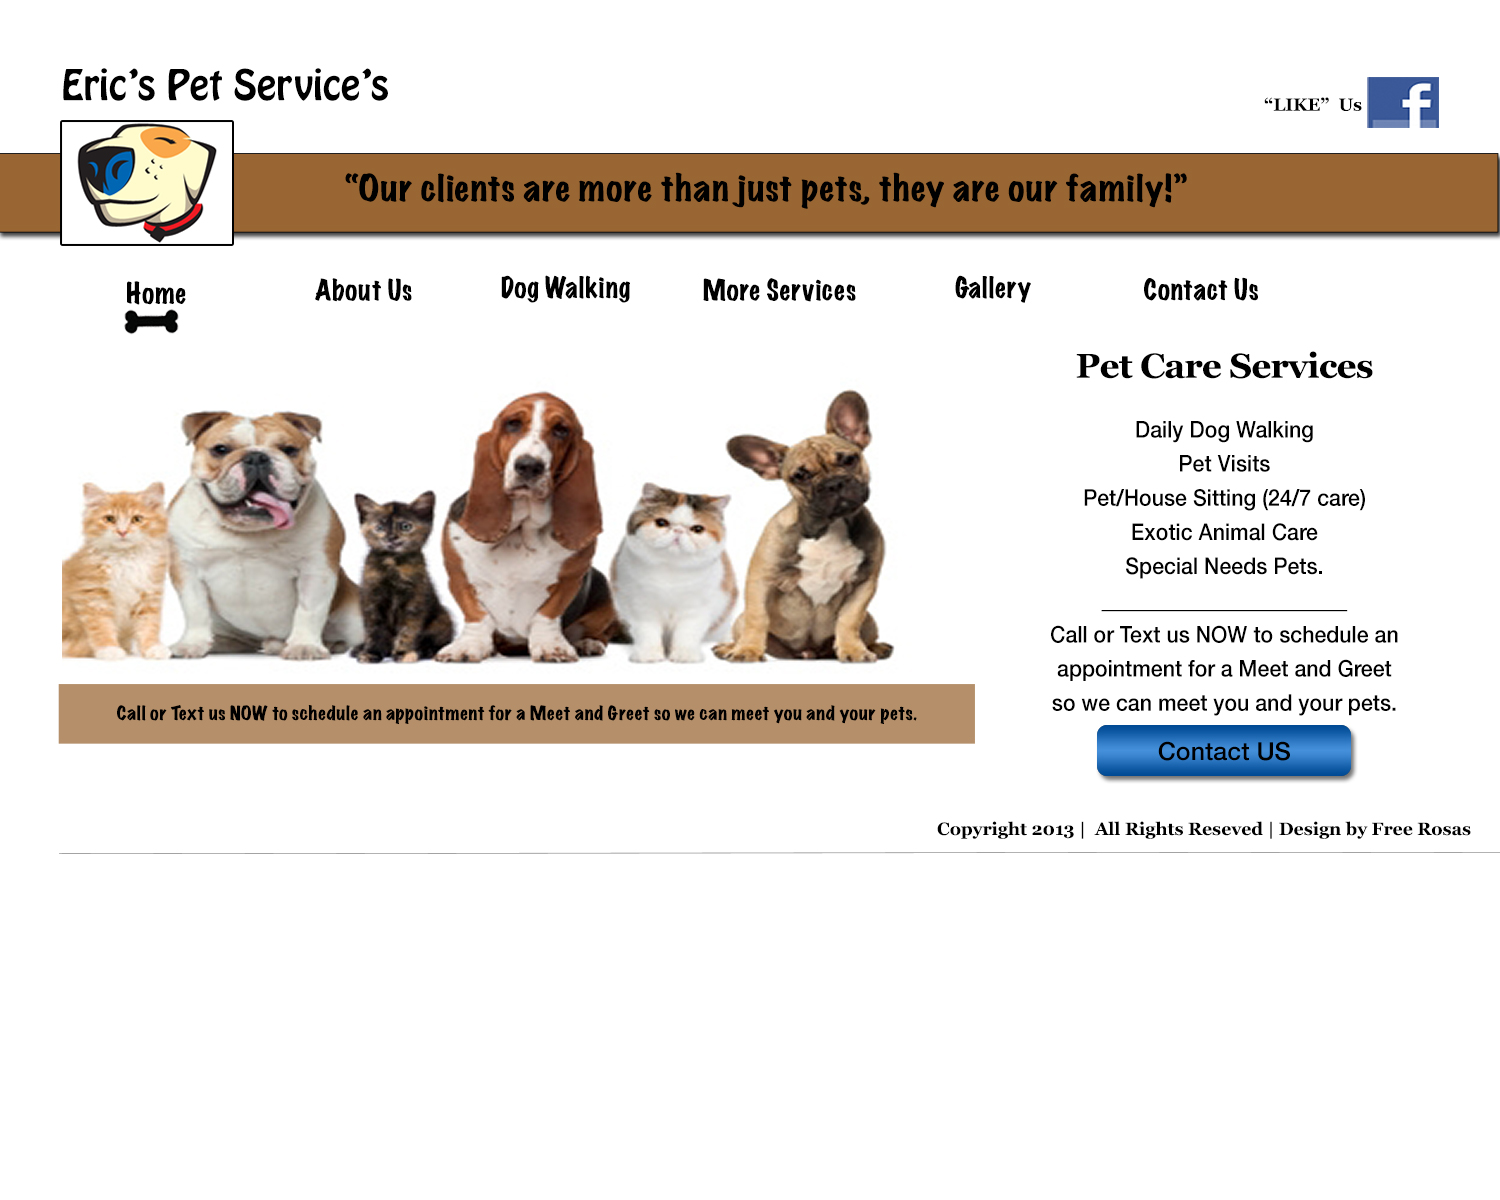 Eric’s Pet Service’s
“LIKE” Us
“Our clients are more than just pets, they are our family!”
Home
About Us
Dog Walking
More Services
Gallery
Contact Us
Pet Care Services
Daily Dog Walking
Pet Visits
Pet/House Sitting (24/7 care)
Exotic Animal Care
Special Needs Pets.
Call or Text us NOW to schedule an
appointment for a Meet and Greet
so we can meet you and your pets.
Contact US
Call or Text us NOW to schedule an appointment for a Meet and Greet so we can meet you and your pets.
Copyright 2013 | All Rights Reseved | Design by Free Rosas